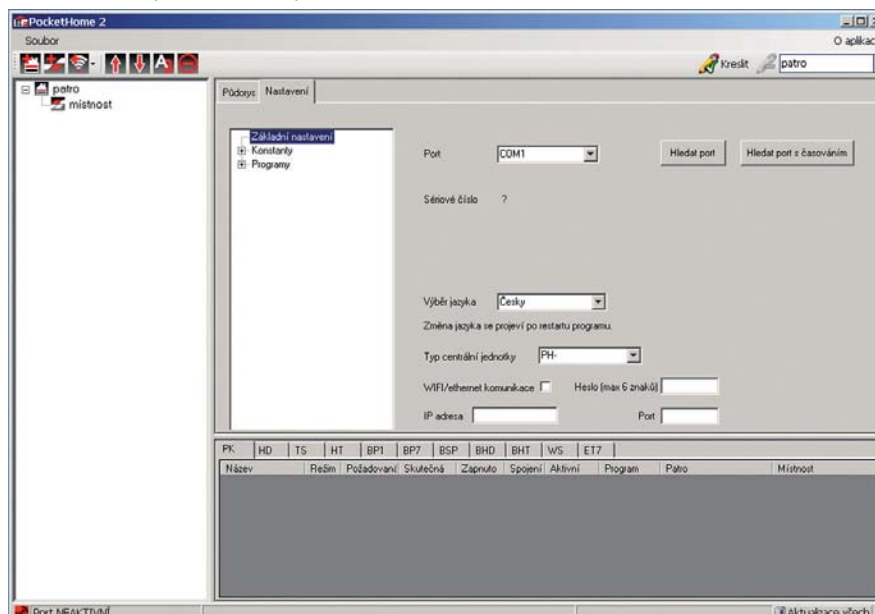 PocketHome 2
Soubor
O aplikac
Kreslit
patro
patro
místnost
Půdorys
Nastavení
Základní nastavení
Konstanty
Programy
Port
COM1
Hledat port
Hledat port s časováním
Sériové číslo
?
Výběr jazyka
Česky
Změna jazyka se projeví po restartu programu.
Typ centrální jednotky
PH-
WIFI/ethernet komunikace
Heslo (max 6 znaků)
IP adresa
Port
PK
HD
TS
HT
BP1
BP7
BSP
BHD
BHT
WS
ET7
Název
Režim
Požadovaná
Skutečná
Zapnuto
Spojení
Aktivní
Program
Patro
Místnost
Port NEAKTIVNÍ
Aktualizace všech